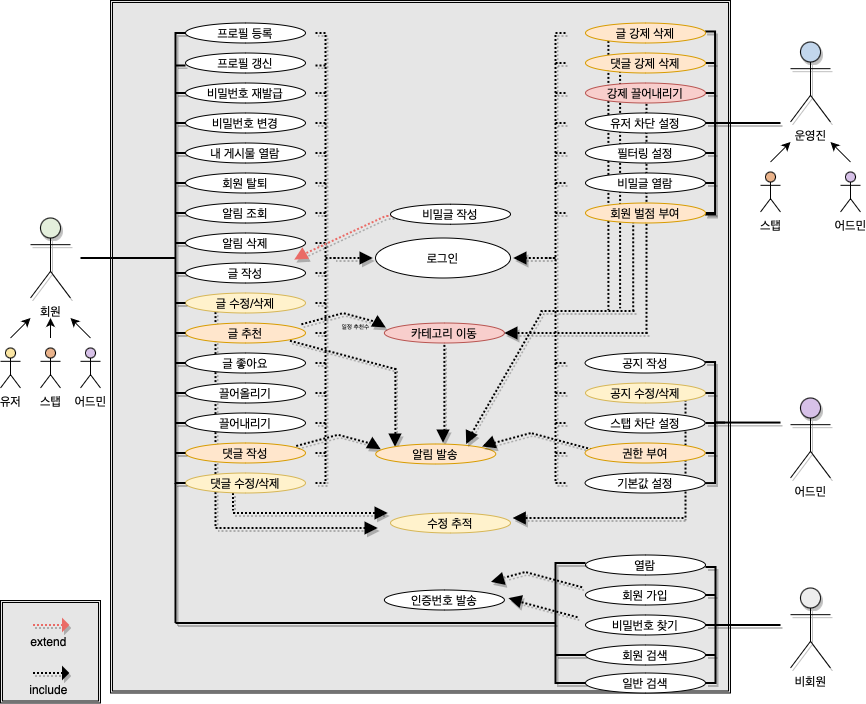 프로필 등록
프로필 갱신
비밀번호 재발급
비밀번호 변경
내 게시물 열람
회원 탈퇴
알림 조회
알림 삭제
글 작성
글 수정/삭제
글 추천
글 좋아요
끌어올리기
끌어내리기
댓글 작성
댓글 수정/삭제
회원
유저
스탭
어드민
비밀글 작성
로그인
일정 추천수
카테고리 이동
알림 발송
수정 추적
인증번호 발송
글 강제 삭제
댓글 강제 삭제
강제 끌어내리기
유저 차단 설정
필터링 설정
비밀글 열람
회원 벌점 부여
공지 작성
공지 수정/삭제
스탭 차단 설정
권한 부여
기본값 설정
열람
회원 가입
비밀번호 찾기
회원 검색
일반 검색
운영진
스탭
어드민
어드민
비회원
extend
include